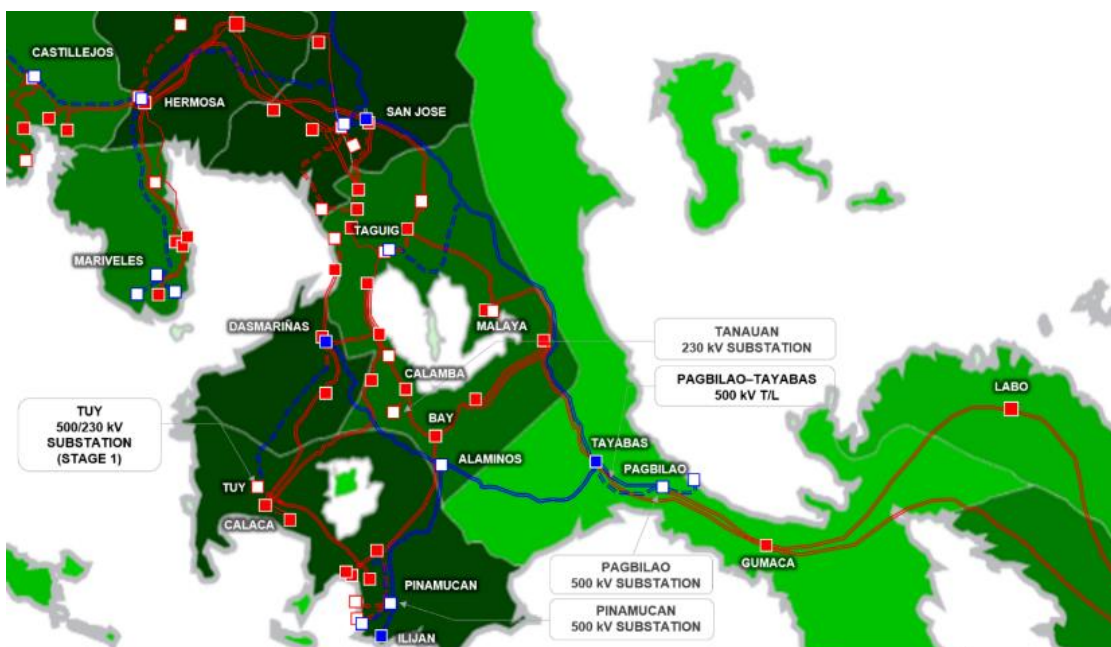 CASTILLEJOS
HERMOSA
SAN JOSE
TAGUIG
MARIVELES
DASMARIÑAS
MALAYA
TANAUAN
230 kV SUBSTATION
CALAMBA
PAGBILAO–TAYABAS
500 kV T/L
LABO
TUY
500/230 kV
SUBSTATION
(STAGE 1)
BAY
TAYABAS
ALAMINOS
PAGBILAO
TUY
CALACA
GUMACA
PAGBILAO
500 kV SUBSTATION
PINAMUCAN
PINAMUCAN
500 kV SUBSTATION
ILIJAN